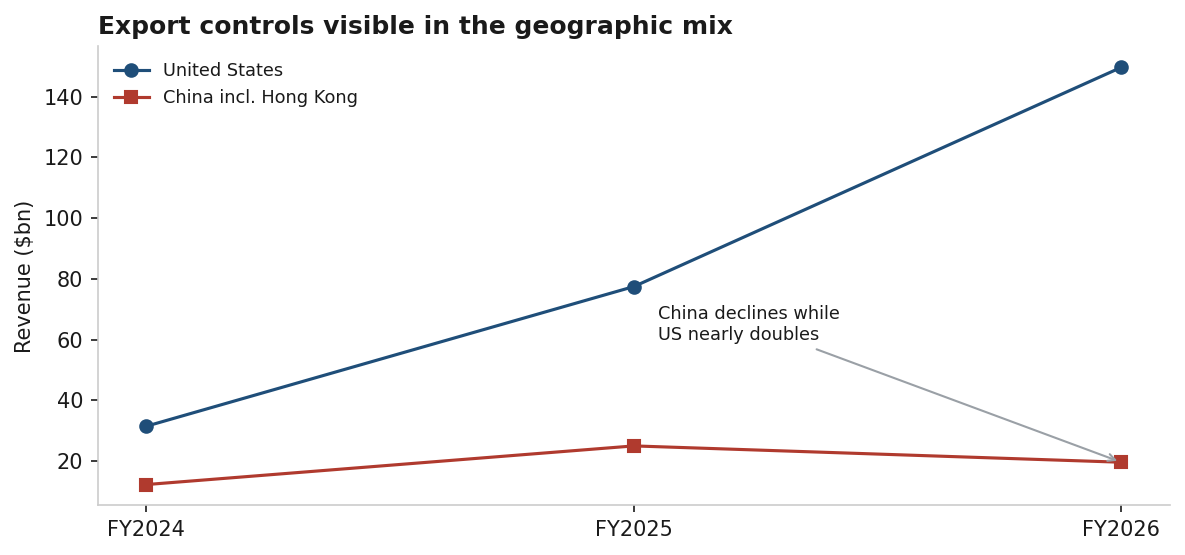 Export controls visible in the geographic mix
United States
China incl. Hong Kong
Revenue ($bn)
140
120
100
80
60
40
20
China declines while
US nearly doubles
FY2024
FY2025
FY2026